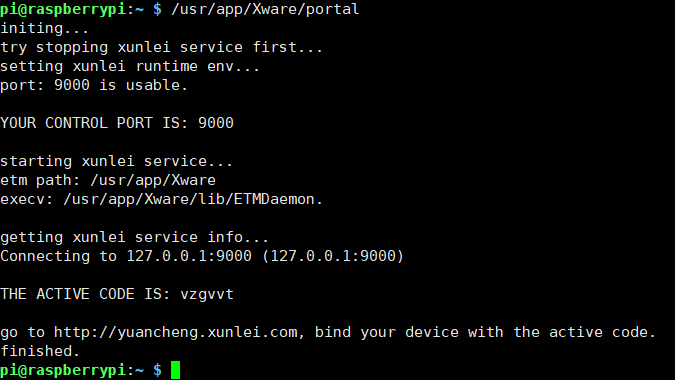 pi@raspberrypi:~ $ /usr/app/Xware/portal
initing...
try stopping xunlei service first...
setting xunlei runtime env...
port: 9000 is usable.
YOUR CONTROL PORT IS: 9000
starting xunlei service...
etm path: /usr/app/Xware
execv: /usr/app/Xware/lib/ETMDaemon.
getting xunlei service info...
Connecting to 127.0.0.1:9000 (127.0.0.1:9000)
THE ACTIVE CODE IS: vzgvvt
go to http://yuancheng.xunlei.com, bind your device with the active code.
finished.
pi@raspberrypi:~ $